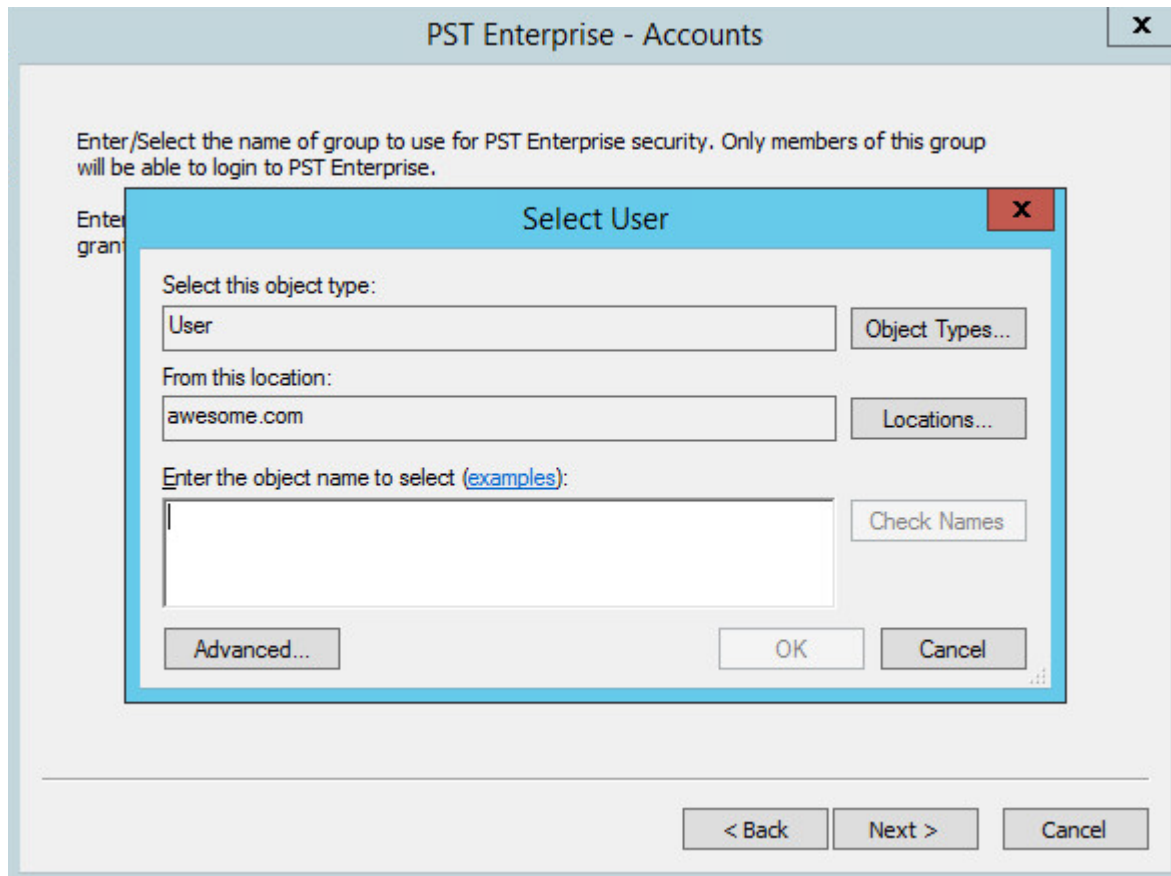 PST Enterprise - Accounts
x
Enter/Select the name of group to use for PST Enterprise security. Only members of this group
will be able to login to PST Enterprise.
Select User
x
Select this object type:
User
Object Types...
From this location:
awesome.com
Locations...
Enter the object name to select (examples):
Check Names
Advanced...
OK
Cancel
< Back
Next >
Cancel